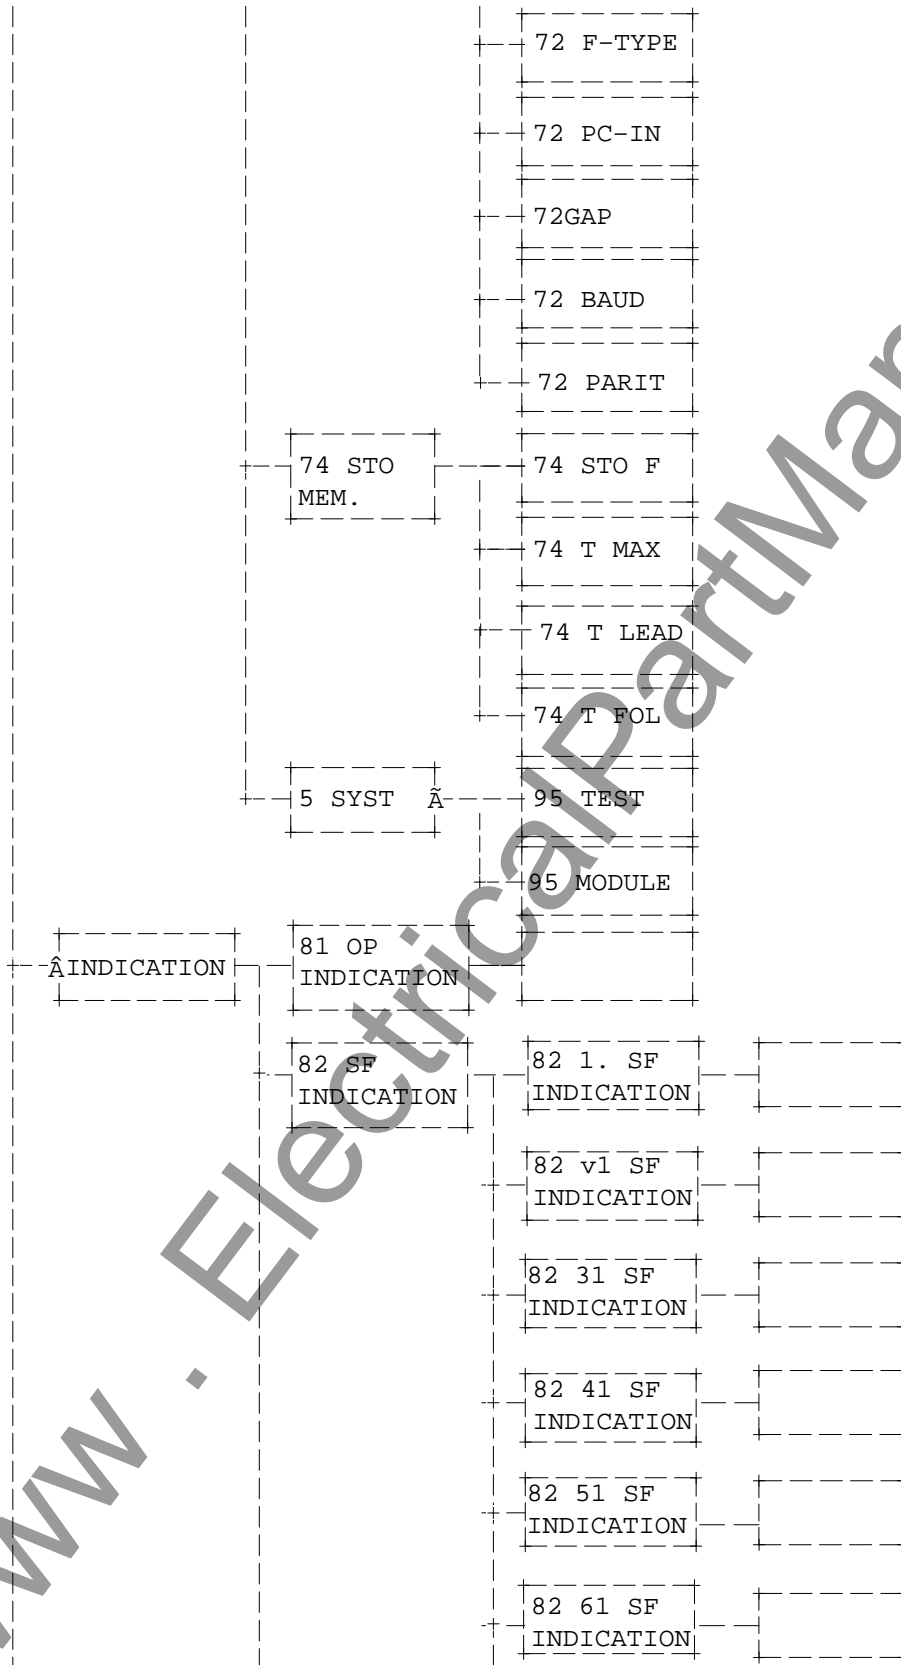 72 F-TYPE
72 PC-IN
72GAP
72 BAUD
72 PARIT
74 STO
MEM.
74 STO F
74 T MAX
74 T LEAD
74 T FOL
5 SYST Ã
95 TEST
95 MODULE
ÂINDICATION
81 OP
INDICATION
82 SF
INDICATION
82 1. SF
INDICATION
82 v1 SF
INDICATION
82 31 SF
INDICATION
82 41 SF
INDICATION
82 51 SF
INDICATION
82 61 SF
INDICATION
ww . ElectricalPartMan